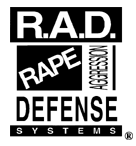 R.A.D.
RAPE
AGGRESSION
DEFENSE
SYSTEMS
®